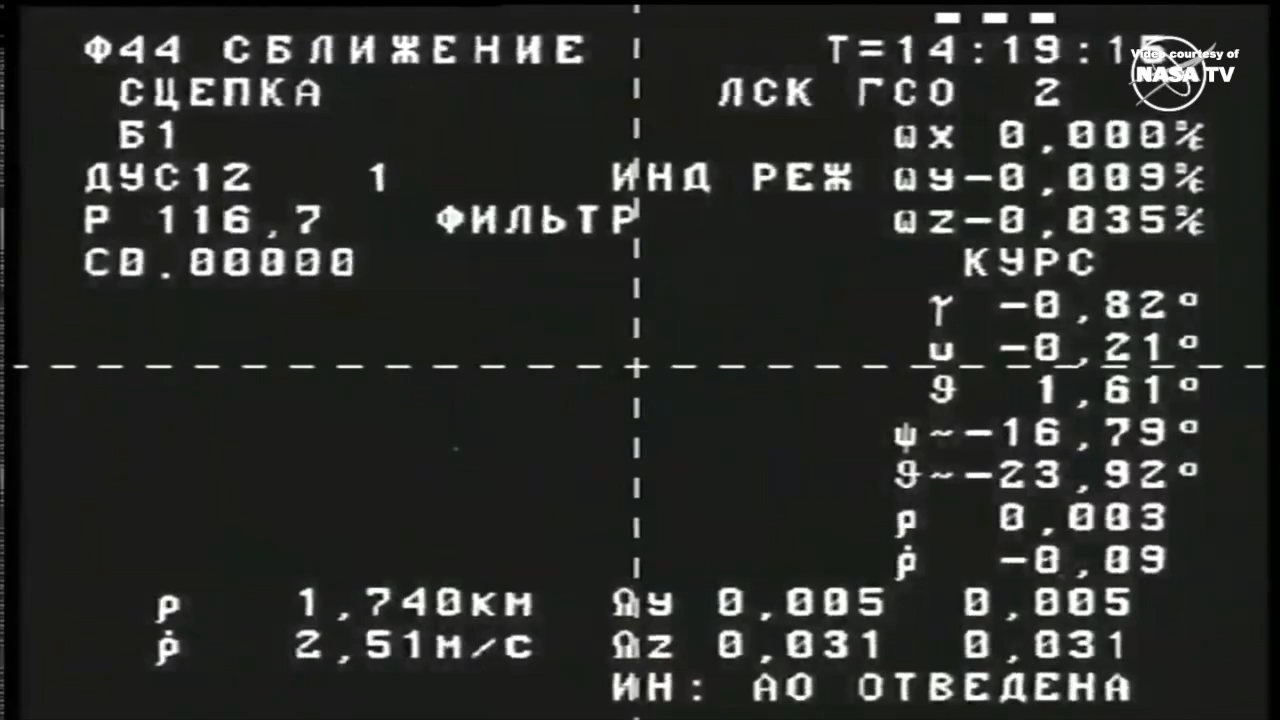 Ф44 СБЛИЖЕНИЕ T=14:19:15
Video courtesy of
NASA TV
СЦЕПКА ЛСК ГСО 2
Б1 ωX 0,000°/с
ДУС12 1 ИНД РЕЖ ωУ-0,009°/с
Р 116,7 ФИЛЬТР ωZ-0,035°/с
С0.00000 КУРС
γ -0,82°
-0,21°
ϑ 1,61°
ψ~-16,79°
ϑ~-23,92°
ρ 0,003
ρ̇ -0,09
ρ 1,740км ΩУ 0,005 0,005
ρ̇ 2,51м/с ΩZ 0,031 0,031
ИН: АО ОТВЕДЕНА